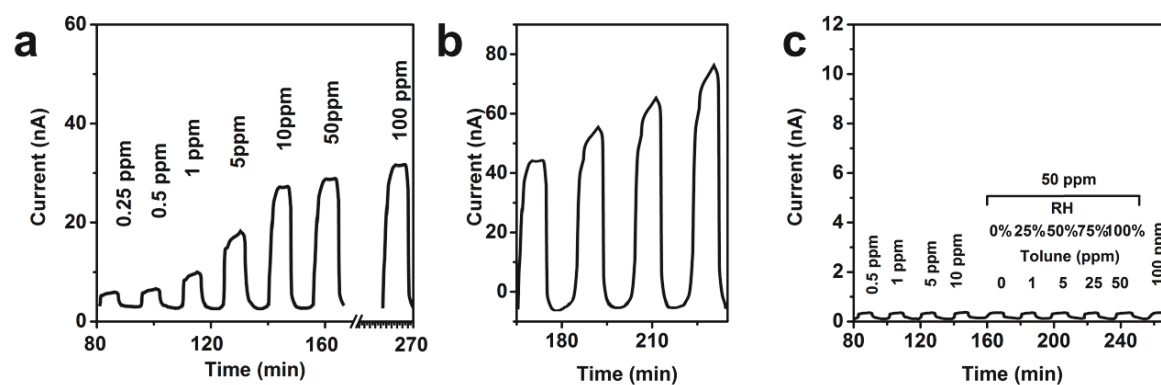 a
60
40
20
0
Current (nA)
0.25 ppm
0.5 ppm
1 ppm
5ppm
10ppm
50ppm
100 ppm
80 120 160 270
Time (min)
b
80
60
40
20
0
Current (nA)
180 210 240
Time (min)
c
12
10
8
6
4
2
0
Current (nA)
50 ppm
RH
0% 25% 50% 75% 100%
Tolune (ppm)
0 1 5 25 50
0.5 ppm
1 ppm
5 ppm
10 ppm
100 ppm
80 120 160 200 240
Time (min)